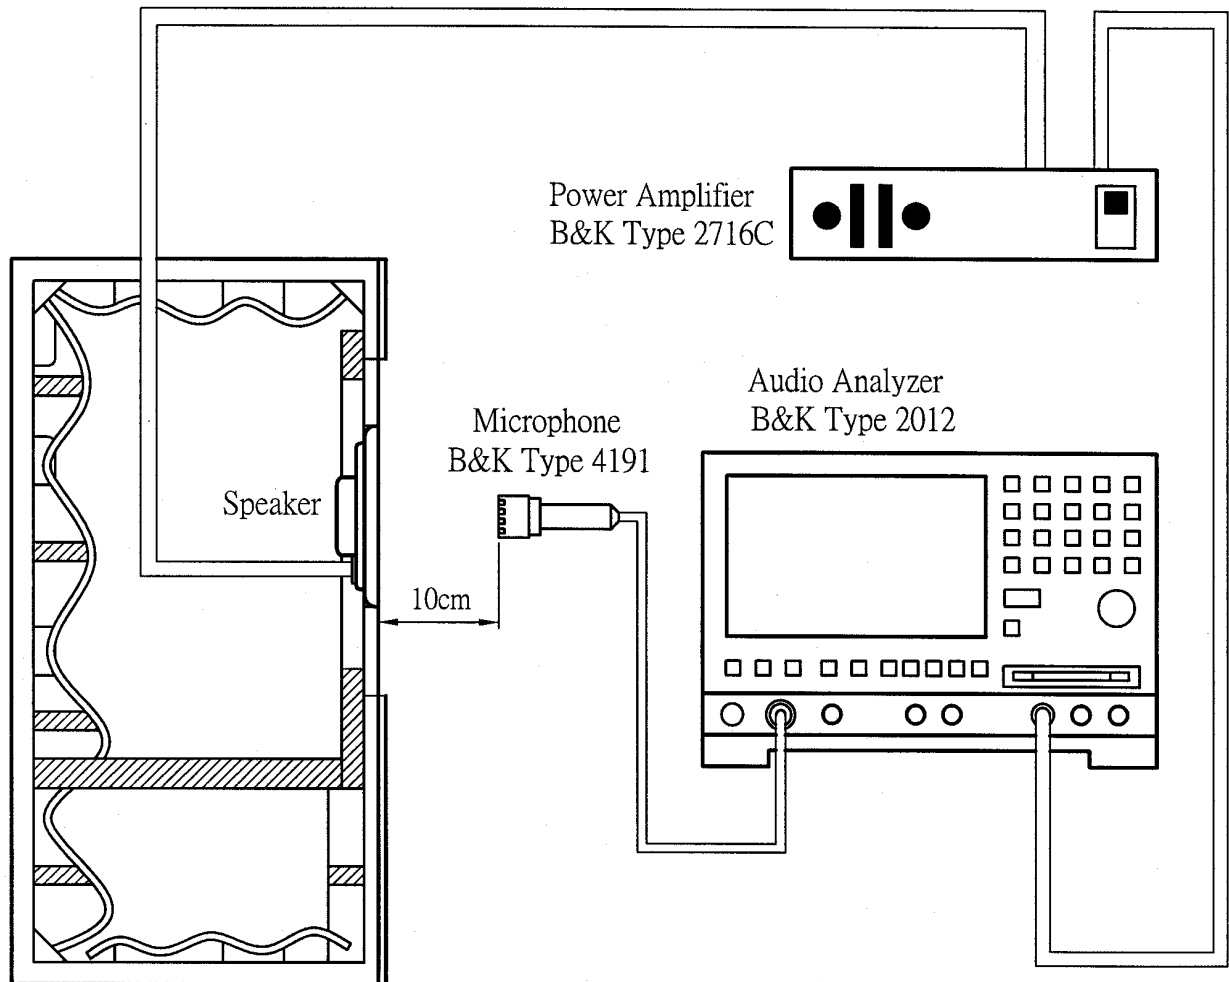 Power Amplifier
B&K Type 2716C
Audio Analyzer
B&K Type 2012
Microphone
B&K Type 4191
Speaker
10cm